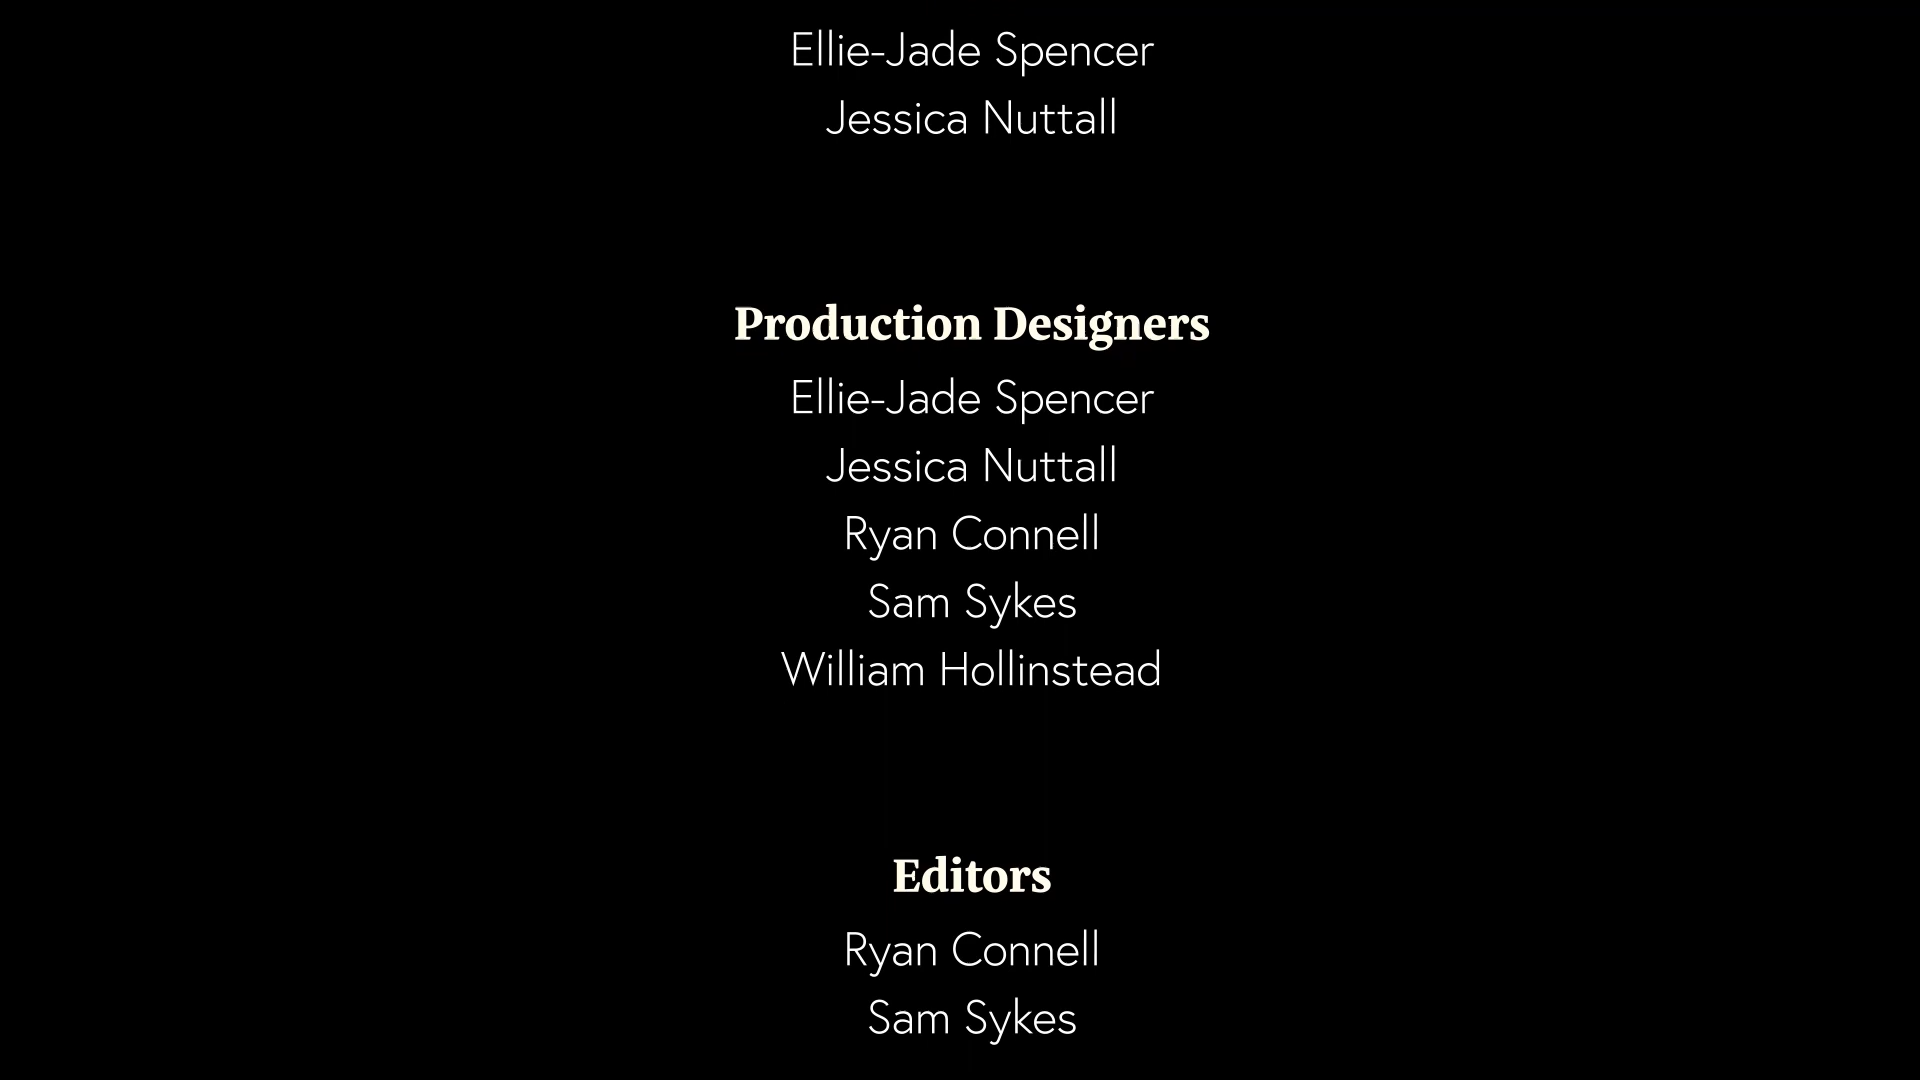 Ellie-Jade Spencer
Jessica Nuttall
Production Designers
Ellie-Jade Spencer
Jessica Nuttall
Ryan Connell
Sam Sykes
William Hollinstead
Editors
Ryan Connell
Sam Sykes